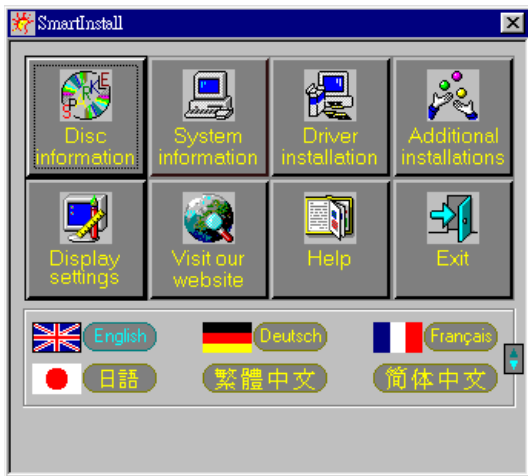 SmartInstall
SPARKLE
Disc
information
System
information
Driver
installation
Additional
installations
Display
settings
Visit our
website
Help
Exit
English
Deutsch
Français
日語
繁體中文
简体中文